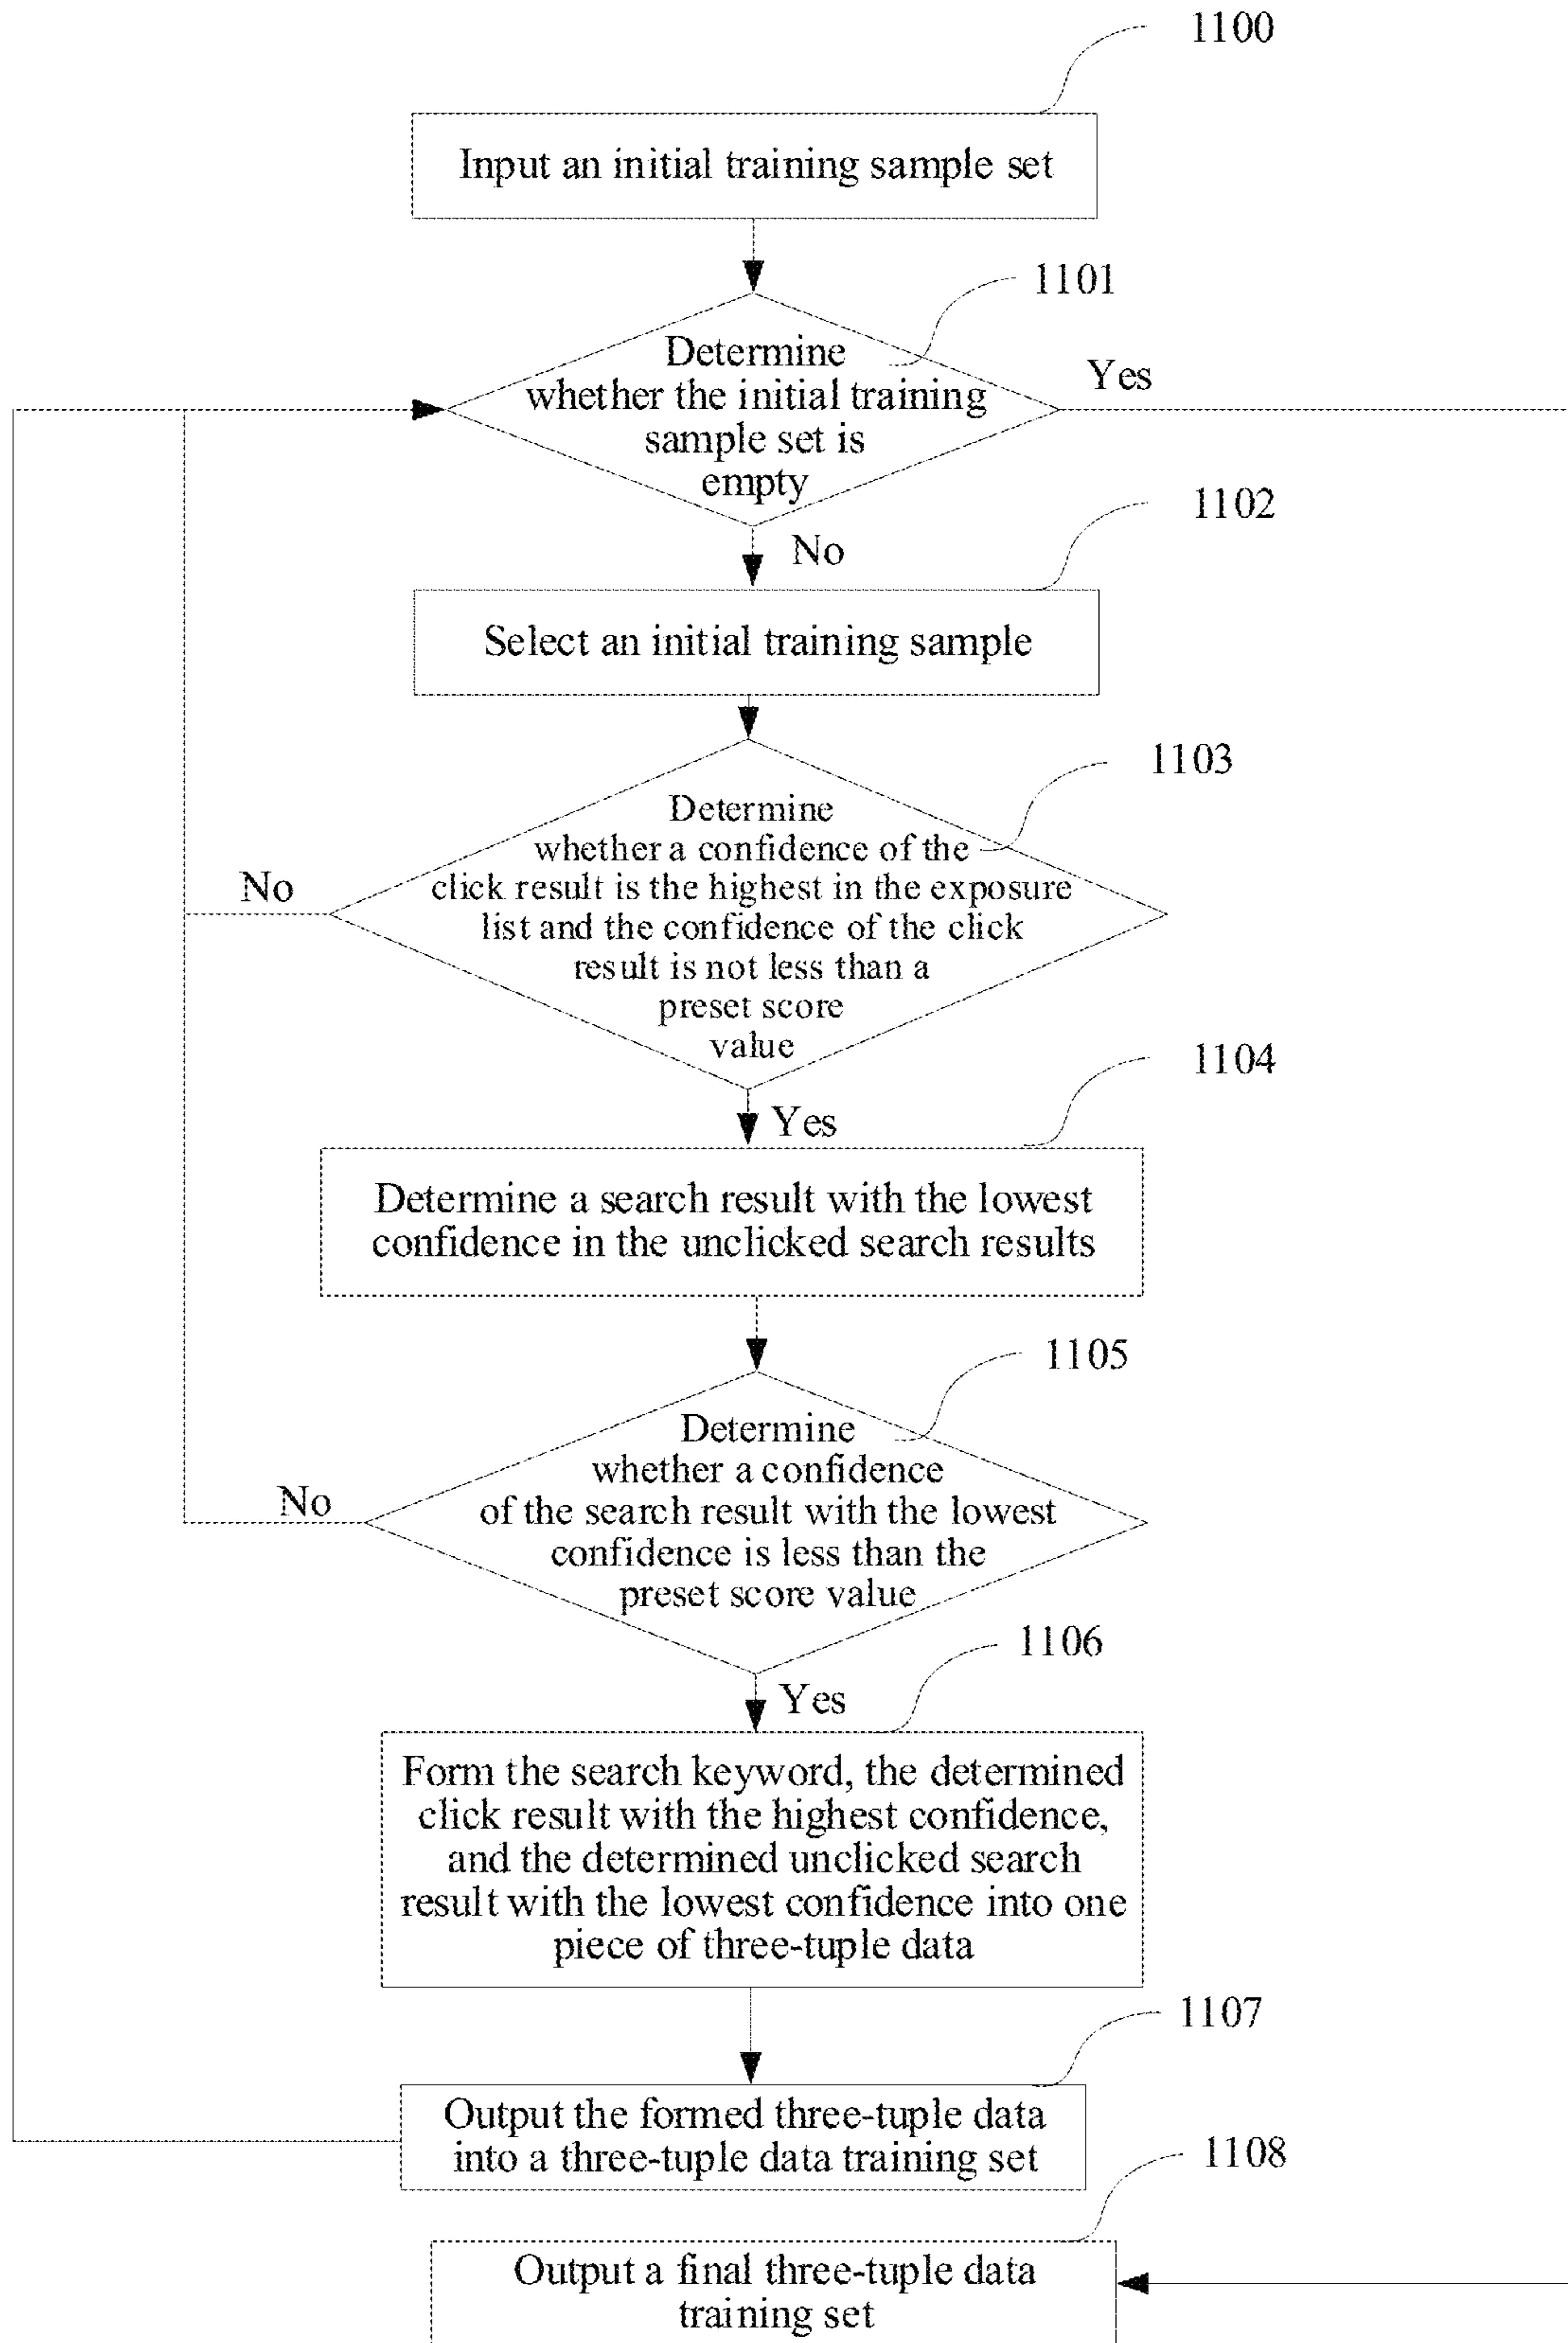 1100
Input an initial training sample set
1101
Determine
whether the initial training
sample set is
empty
Yes
No
1102
Select an initial training sample
1103
Determine
whether a confidence of the
click result is the highest in the exposure
list and the confidence of the click
result is not less than a
preset score
value
No
Yes
1104
Determine a search result with the lowest
confidence in the unclicked search results
1105
Determine
whether a confidence
of the search result with the lowest
confidence is less than the
preset score value
No
Yes
1106
Form the search keyword, the determined
click result with the highest confidence,
and the determined unclicked search
result with the lowest confidence into one
piece of three-tuple data
1107
Output the formed three-tuple data
into a three-tuple data training set
1108
Output a final three-tuple data
training set